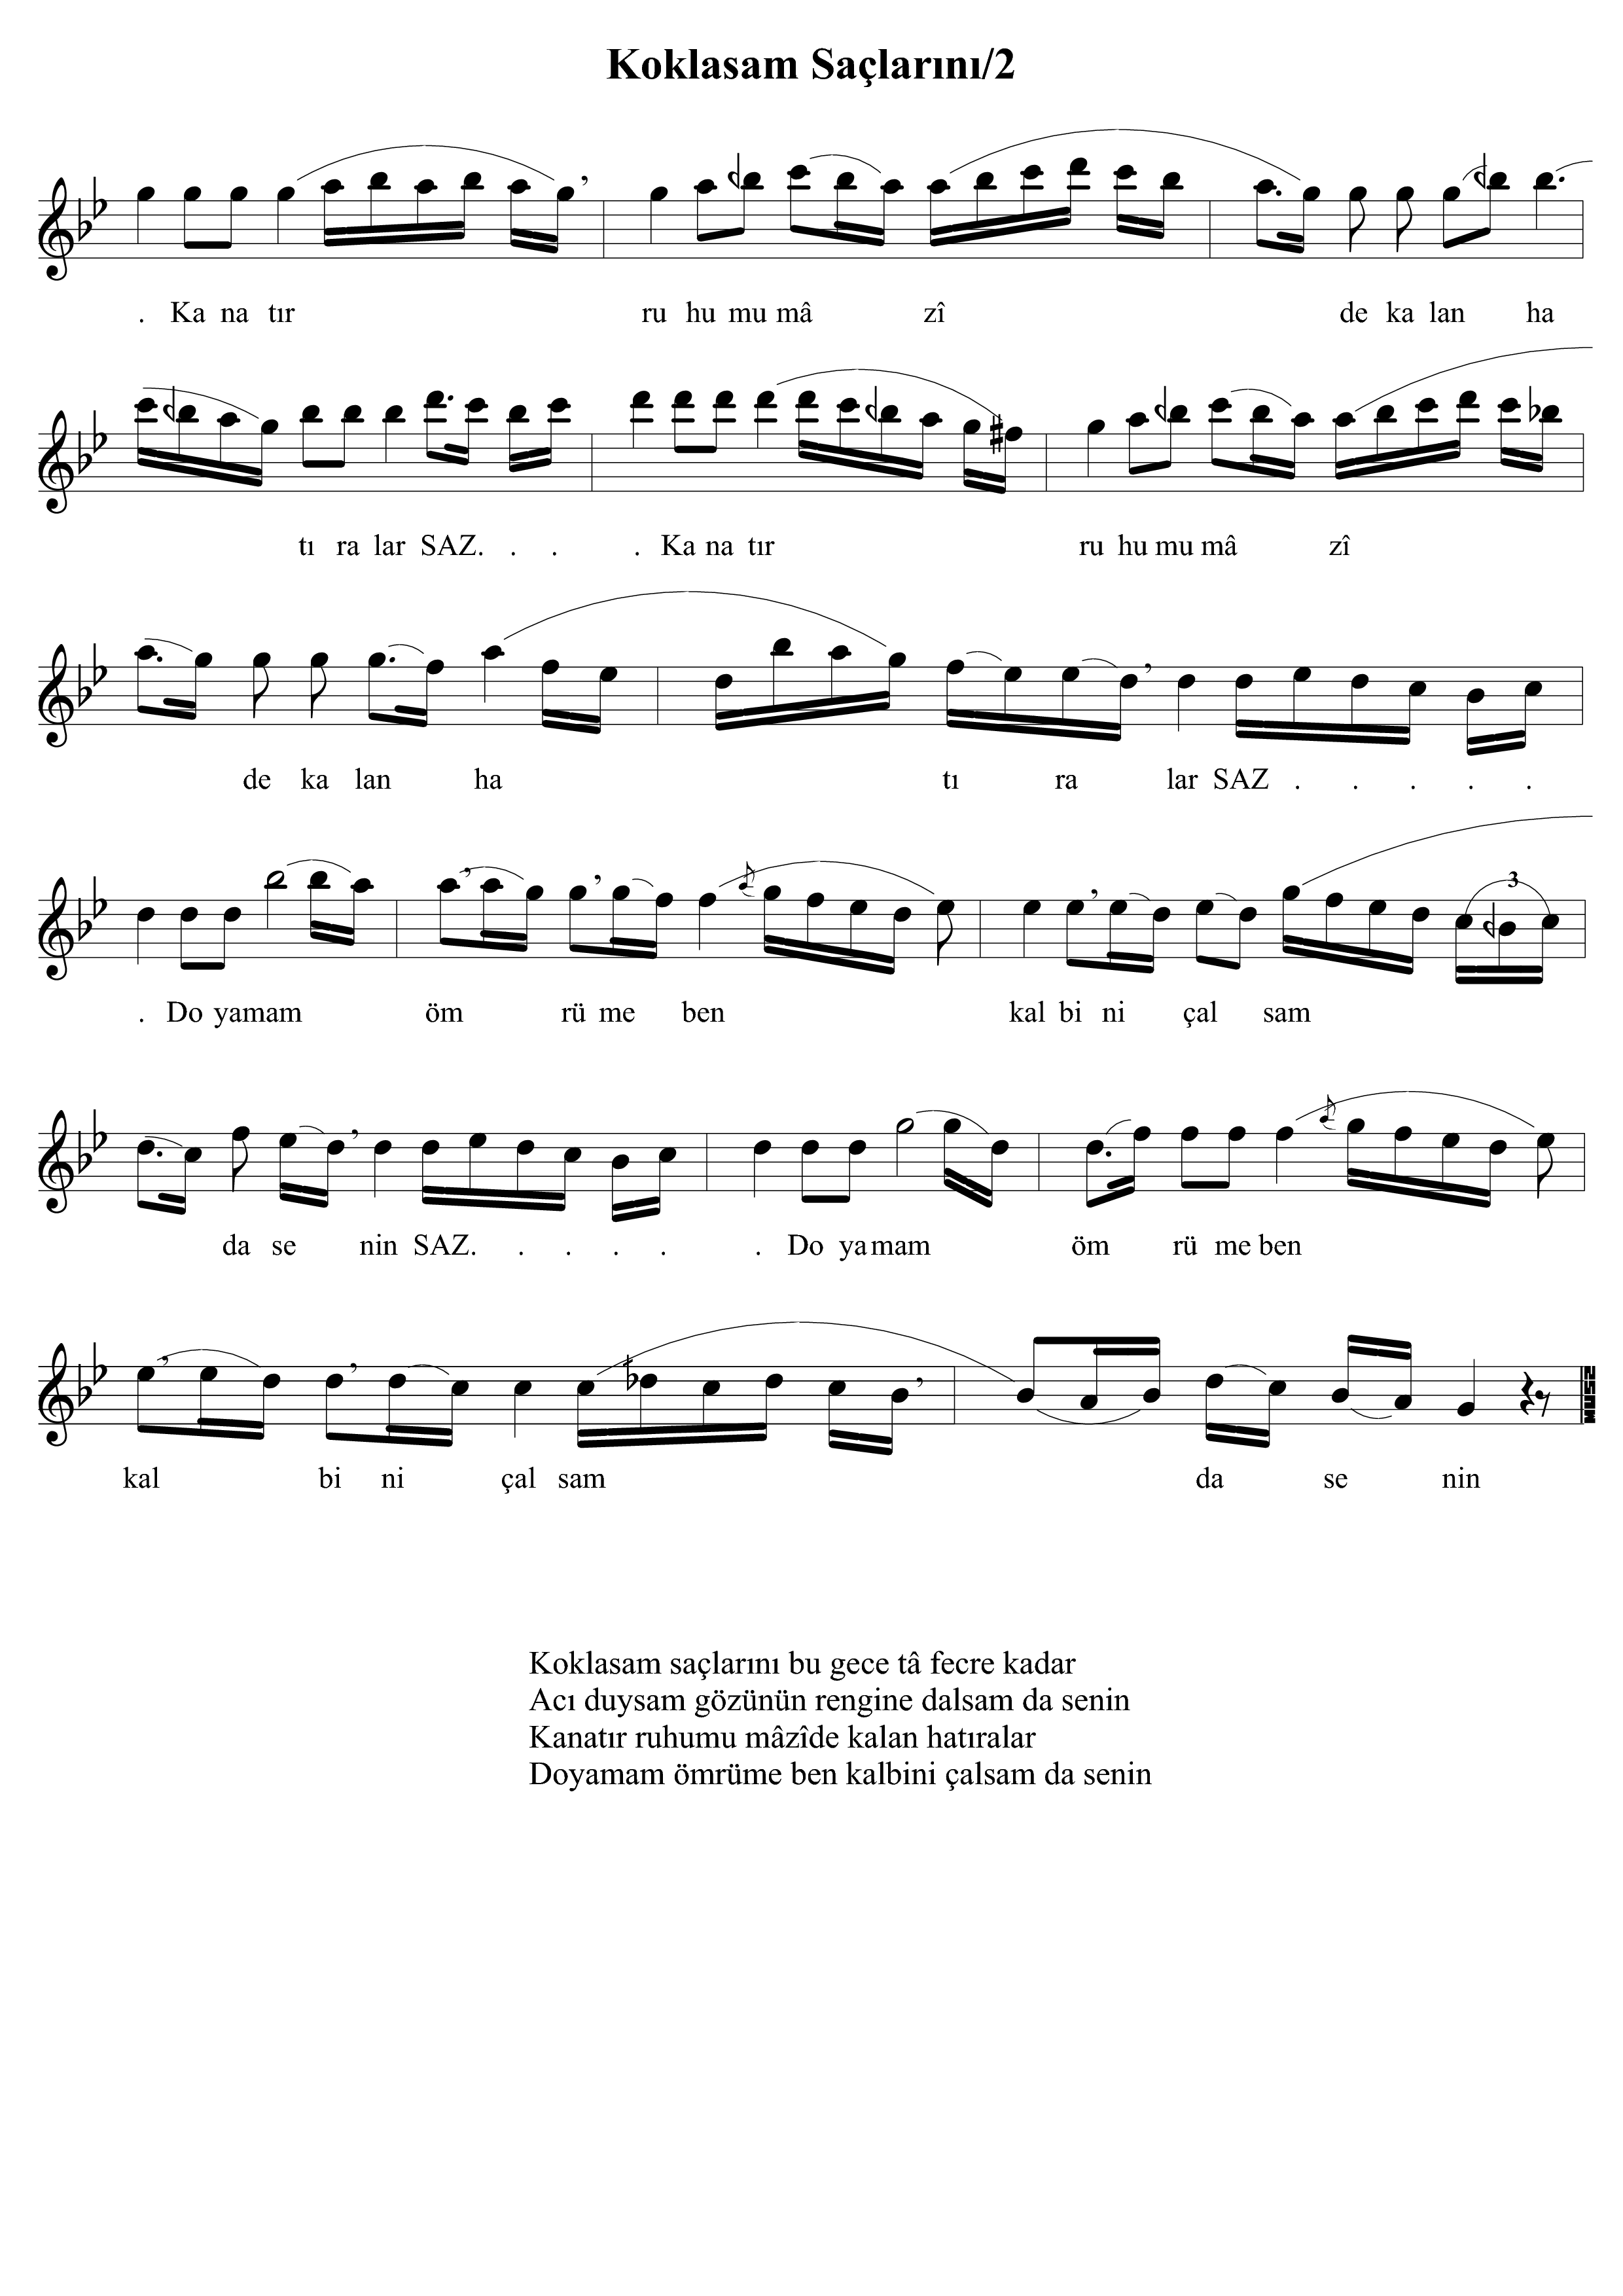 Koklasam Saçlarını/2
. Ka na tır ru hu mu mâ zî de ka lan ha
tı ra lar SAZ. . . . Ka na tır ru hu mu mâ zî
de ka lan ha tı ra lar SAZ . . . . .
3
. Do yamam öm rü me ben kal bi ni çal sam
da se nin SAZ. . . . . . Do ya mam öm rü me ben
MUS2
kal bi ni çal sam da se nin
Koklasam saçlarını bu gece tâ fecre kadar
Acı duysam gözünün rengine dalsam da senin
Kanatır ruhumu mâzîde kalan hatıralar
Doyamam ömrüme ben kalbini çalsam da senin